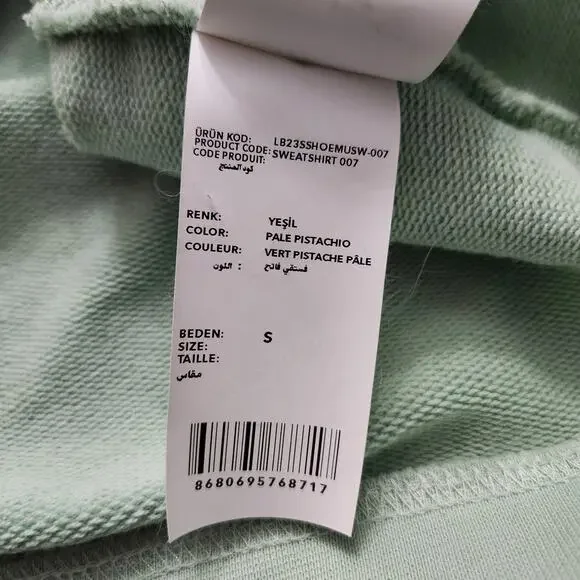 ÜRÜN KOD: LB23SSHOEMUSW-007
PRODUCT CODE: SWEATSHIRT 007
CODE PRODUIT:
كود المنتج
RENK: YEŞİL
COLOR: PALE PISTACHIO
COULEUR: VERT PISTACHE PÂLE
اللون : فستقي فاتح
BEDEN: S
SIZE:
TAILLE:
مقاس
8680695768717